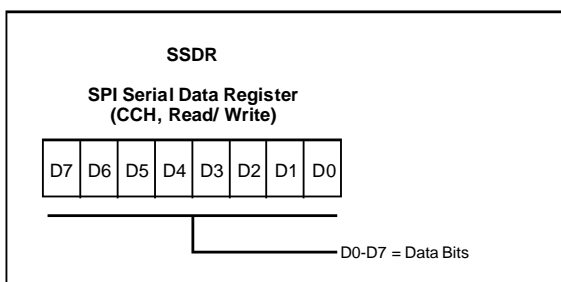 SSDR
SPI Serial Data Register
(CCH, Read/ Write)
D7 D6 D5 D4 D3 D2 D1 D0
D0-D7 = Data Bits